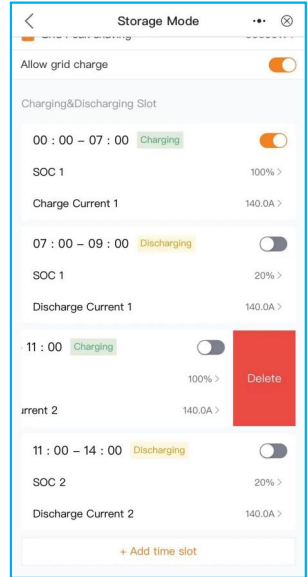 Storage Mode
Allow grid charge
Charging&Discharging Slot
00 : 00 – 07 : 00 Charging
SOC 1 100% >
Charge Current 1 140.0A >
07 : 00 – 09 : 00 Discharging
SOC 1 20% >
Discharge Current 1 140.0A >
11 : 00 Charging
100% > Delete
urrent 2 140.0A >
11 : 00 – 14 : 00 Discharging
SOC 2 20% >
Discharge Current 2 140.0A >
+ Add time slot